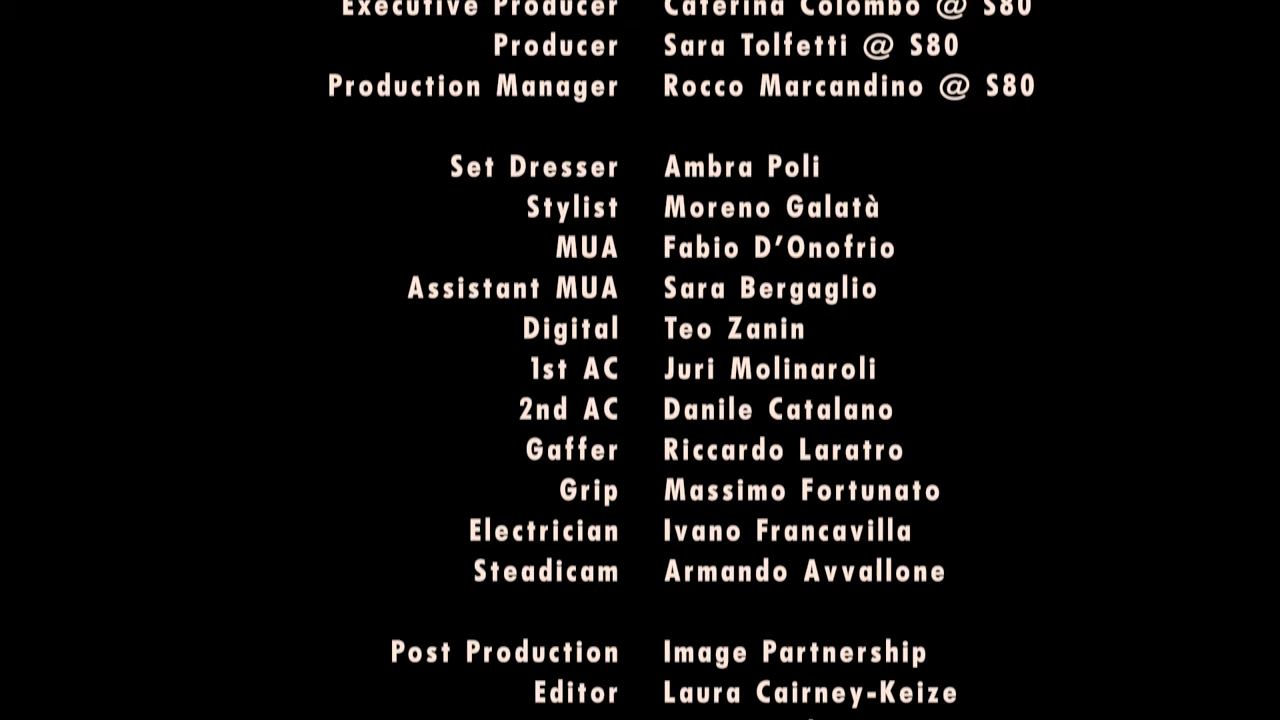 Executive Producer Caterina Colombo @ S80
Producer Sara Tolfetti @ S80
Production Manager Rocco Marcandino @ S80
Set Dresser Ambra Poli
Stylist Moreno Galatà
MUA Fabio D’Onofrio
Assistant MUA Sara Bergaglio
Digital Teo Zanin
1st AC Juri Molinaroli
2nd AC Danile Catalano
Gaffer Riccardo Laratro
Grip Massimo Fortunato
Electrician Ivano Francavilla
Steadicam Armando Avvallone
Post Production Image Partnership
Editor Laura Cairney-Keize